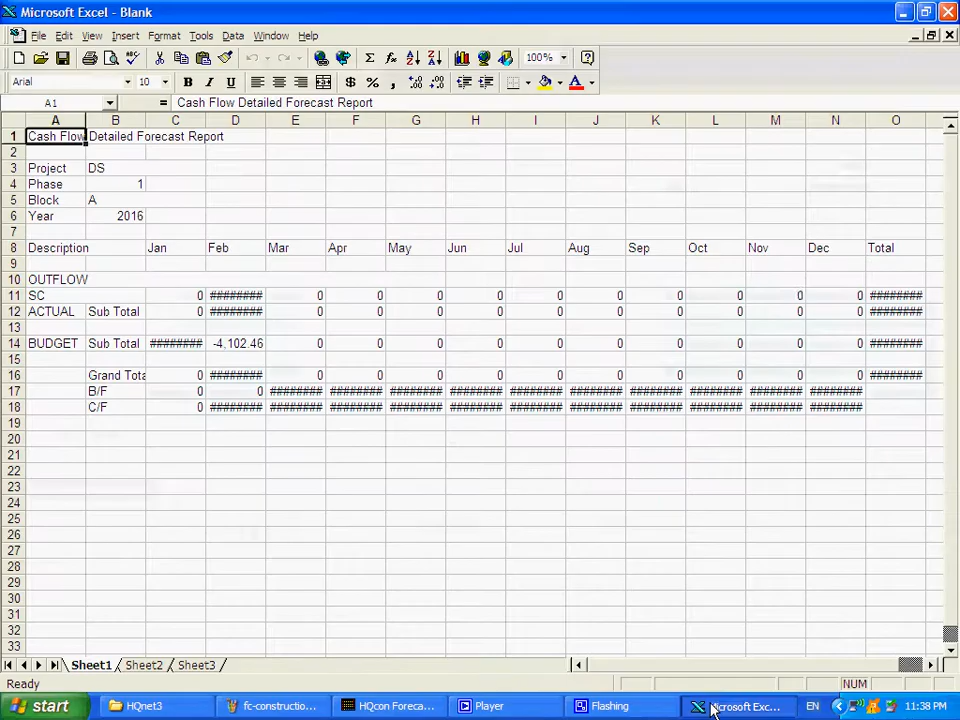 Microsoft Excel - Blank
File Edit View Insert Format Tools Data Window Help
100%
Arial 10 B I U $ % ,
A1 = Cash Flow Detailed Forecast Report
A B C D E F G H I J K L M N O
1 Cash Flow Detailed Forecast Report
2
3 Project DS
4 Phase 1
5 Block A
6 Year 2016
7
8 Description Jan Feb Mar Apr May Jun Jul Aug Sep Oct Nov Dec Total
9
10 OUTFLOW
11 SC 0 ######## 0 0 0 0 0 0 0 0 0 0 ########
12 ACTUAL Sub Total 0 ######## 0 0 0 0 0 0 0 0 0 0 ########
13
14 BUDGET Sub Total ######## -4,102.46 0 0 0 0 0 0 0 0 0 0 ########
15
16 Grand Tota 0 ######## 0 0 0 0 0 0 0 0 0 0 ########
17 B/F 0 0 ######## ######## ######## ######## ######## ######## ######## ######## ######## ########
18 C/F 0 ######## ######## ######## ######## ######## ######## ######## ######## ######## ######## ########
19
20
21
22
23
24
25
26
27
28
29
30
31
32
33
Sheet1 Sheet2 Sheet3
Ready NUM
start HQnet3 fc-constructio... HQcon Foreca... Player Flashing Microsoft Exc... EN 11:38 PM